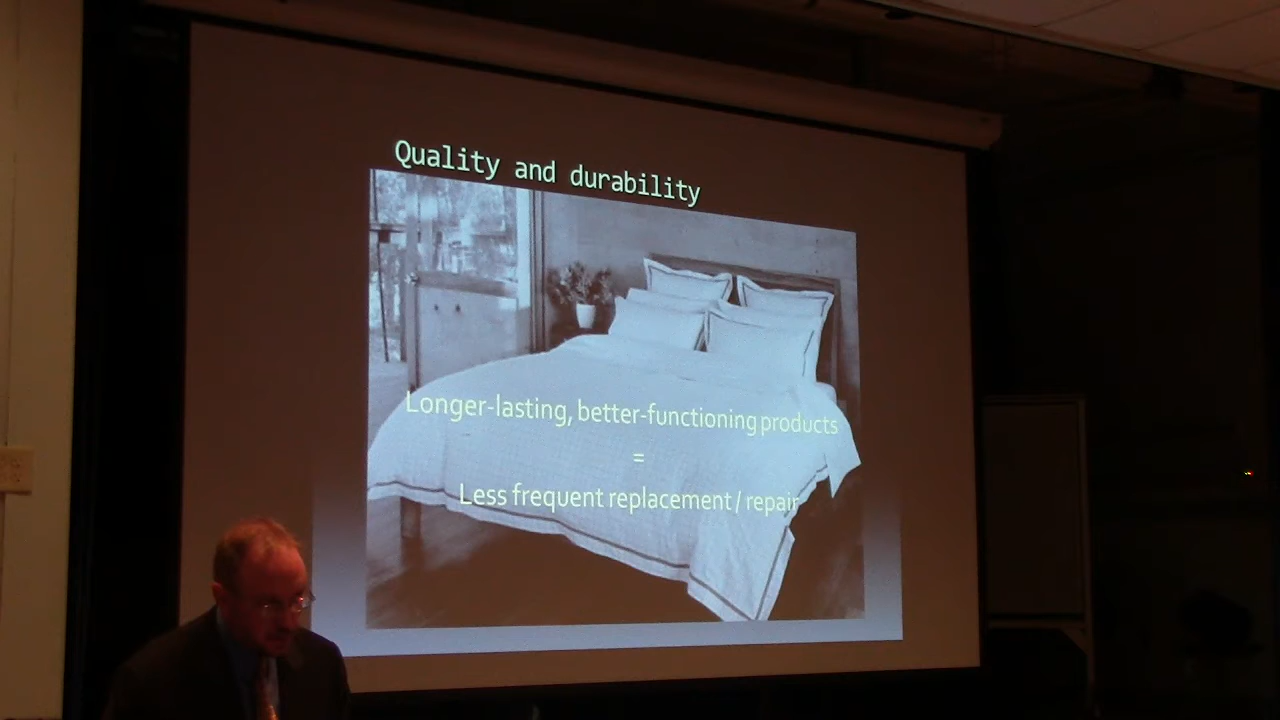 Quality and durability
Longer-lasting, better-functioning products
=
Less frequent replacement / repair